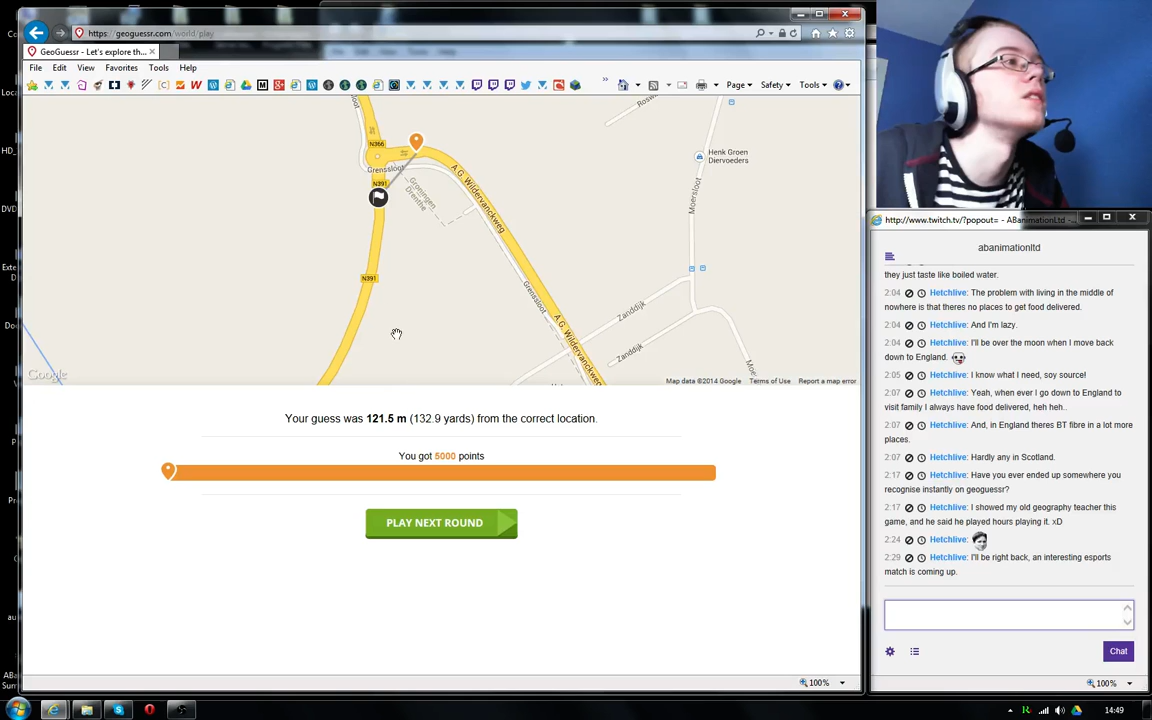 https://geoguessr.com/world/play
GeoGuessr - Let's explore th...
File Edit View Favorites Tools Help
Page Safety Tools
N366
Grenssloot
N391
Groningen
Drenthe
A.G. Wildervanckweg
N391
Grenssloot
A.G. Wildervanckweg
Moersloot
Henk Groen
Diervoeders
Zanddijk
Zanddijk
Google
Map data ©2014 Google Terms of Use Report a map error
Your guess was 121.5 m (132.9 yards) from the correct location.
You got 5000 points
PLAY NEXT ROUND
100%
http://www.twitch.tv/?popout= - ABanimationLtd -...
abanimationltd
they just taste like boiled water.
2:04 Hetchlive: The problem with living in the middle of
nowhere is that theres no places to get food delivered.
2:04 Hetchlive: And I'm lazy.
2:04 Hetchlive: I'll be over the moon when I move back
down to England.
2:05 Hetchlive: I know what I need, soy source!
2:07 Hetchlive: Yeah, when ever I go down to England to
visit family I always have food delivered, heh heh..
2:07 Hetchlive: And, in England theres BT fibre in a lot more
places.
2:07 Hetchlive: Hardly any in Scotland.
2:17 Hetchlive: Have you ever ended up somewhere you
recognise instantly on geoguessr?
2:17 Hetchlive: I showed my old geography teacher this
game, and he said he played hours playing it. xD
2:24 Hetchlive:
2:29 Hetchlive: I'll be right back, an interesting esports
match is coming up.
Chat
100%
14:49